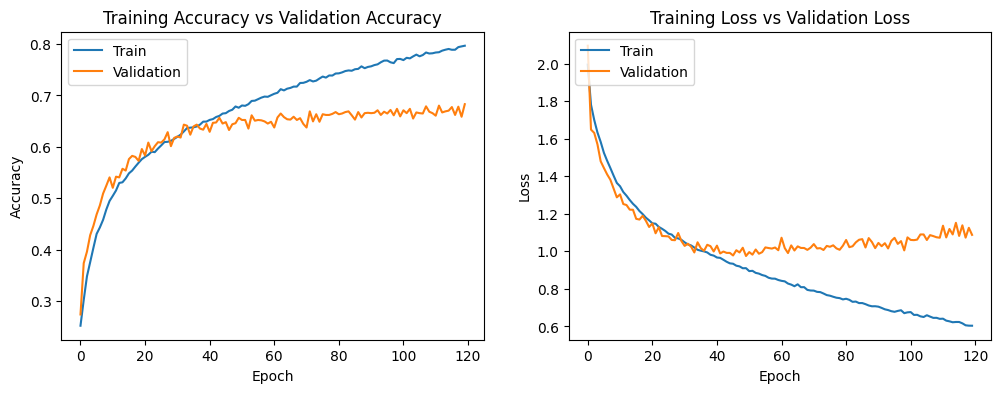 Training Accuracy vs Validation Accuracy
Train
Validation
Accuracy
0.8
0.7
0.6
0.5
0.4
0.3
0
20
40
60
80
100
120
Epoch
Training Loss vs Validation Loss
Train
Validation
Loss
2.0
1.8
1.6
1.4
1.2
1.0
0.8
0.6
0
20
40
60
80
100
120
Epoch